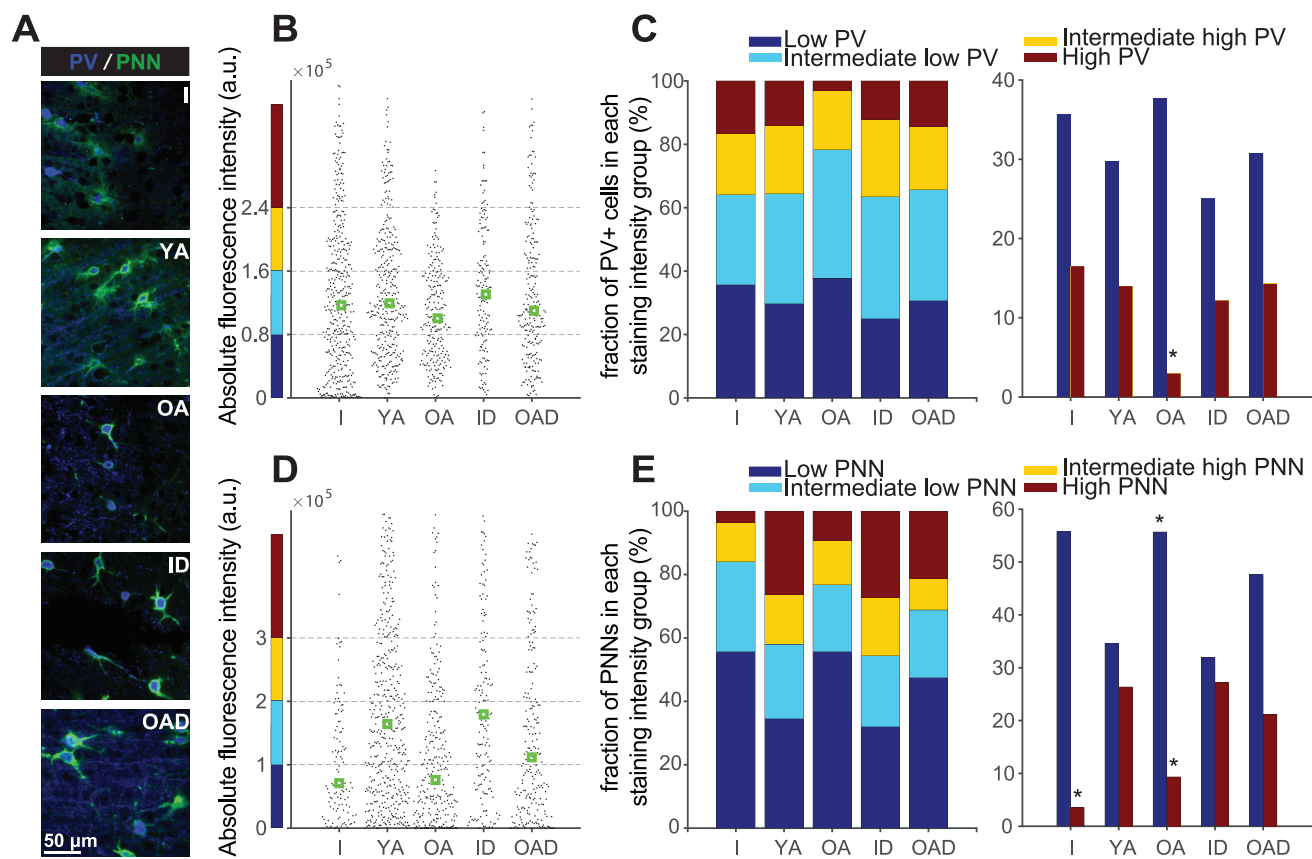 A
PV / PNN
I
YA
OA
ID
OAD
50 µm
B
Absolute fluorescence intensity (a.u.)
×10⁵
2.4
1.6
0.8
0
I YA OA ID OAD
C
Low PV
Intermediate low PV
Intermediate high PV
High PV
fraction of PV+ cells in each
staining intensity group (%)
100
80
60
40
20
0
I YA OA ID OAD
40
30
20
10
0
*
I YA OA ID OAD
D
Absolute fluorescence intensity (a.u.)
×10⁵
3
2
1
0
I YA OA ID OAD
E
Low PNN
Intermediate low PNN
Intermediate high PNN
High PNN
fraction of PNNs in each
staining intensity group (%)
100
80
60
40
20
0
I YA OA ID OAD
60
50
40
30
20
10
0
*
*
*
I YA OA ID OAD